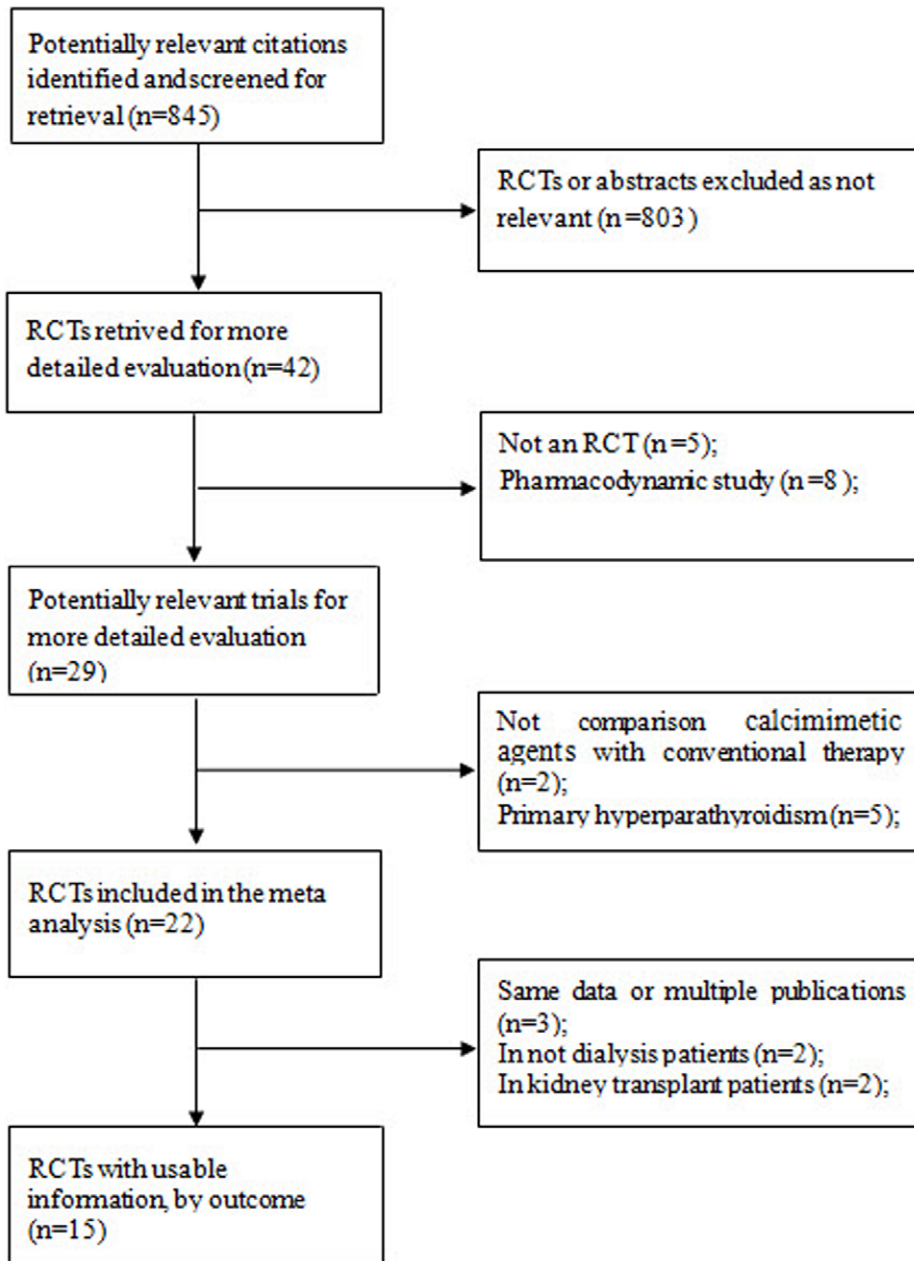 Potentially relevant citations
identified and screened for
retrieval (n=845)
RCTs or abstracts excluded as not
relevant (n=803)
RCTs retrived for more
detailed evaluation (n=42)
Not an RCT (n=5);
Pharmacodynamic study (n=8);
Potentially relevant trials for
more detailed evaluation
(n=29)
Not comparison calcimimetic
agents with conventional therapy
(n=2);
Primary hyperparathyroidism (n=5);
RCTs included in the meta
analysis (n=22)
Same data or multiple publications
(n=3);
In not dialysis patients (n=2);
In kidney transplant patients (n=2);
RCTs with usable
information, by outcome
(n=15)